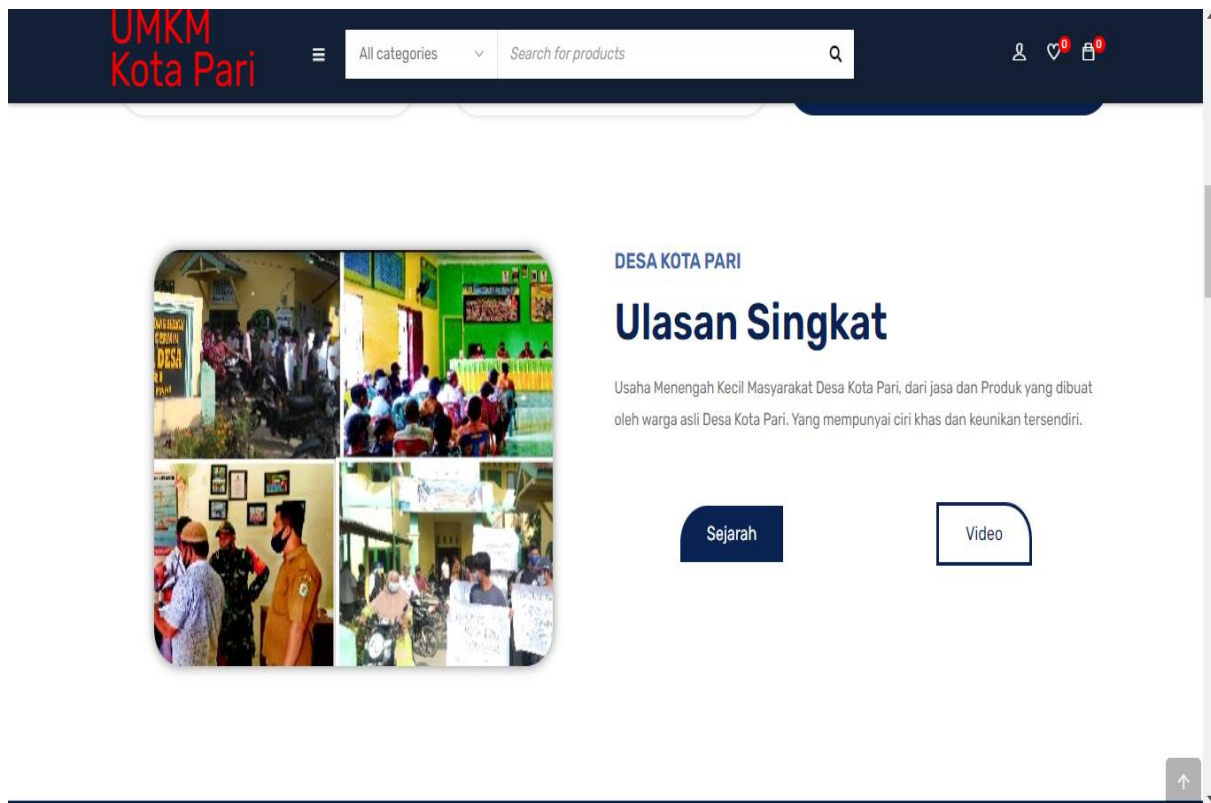 UMKM
Kota Pari
All categories
Search for products
0
0
DESA KOTA PARI
Ulasan Singkat
Usaha Menengah Kecil Masyarakat Desa Kota Pari, dari jasa dan Produk yang dibuat
oleh warga asli Desa Kota Pari. Yang mempunyai ciri khas dan keunikan tersendiri.
Sejarah
Video
DESA